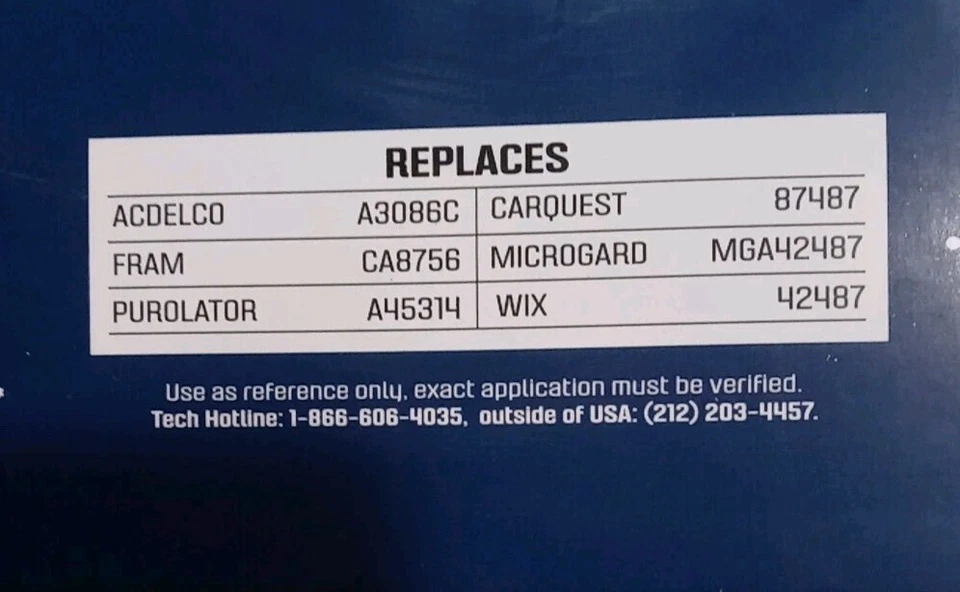 REPLACES
ACDELCO A3086C CARQUEST 87487
FRAM CA8756 MICROGARD MGA42487
PUROLATOR A45314 WIX 42487
Use as reference only, exact application must be verified.
Tech Hotline: 1-866-606-4035, outside of USA: (212) 203-4457.